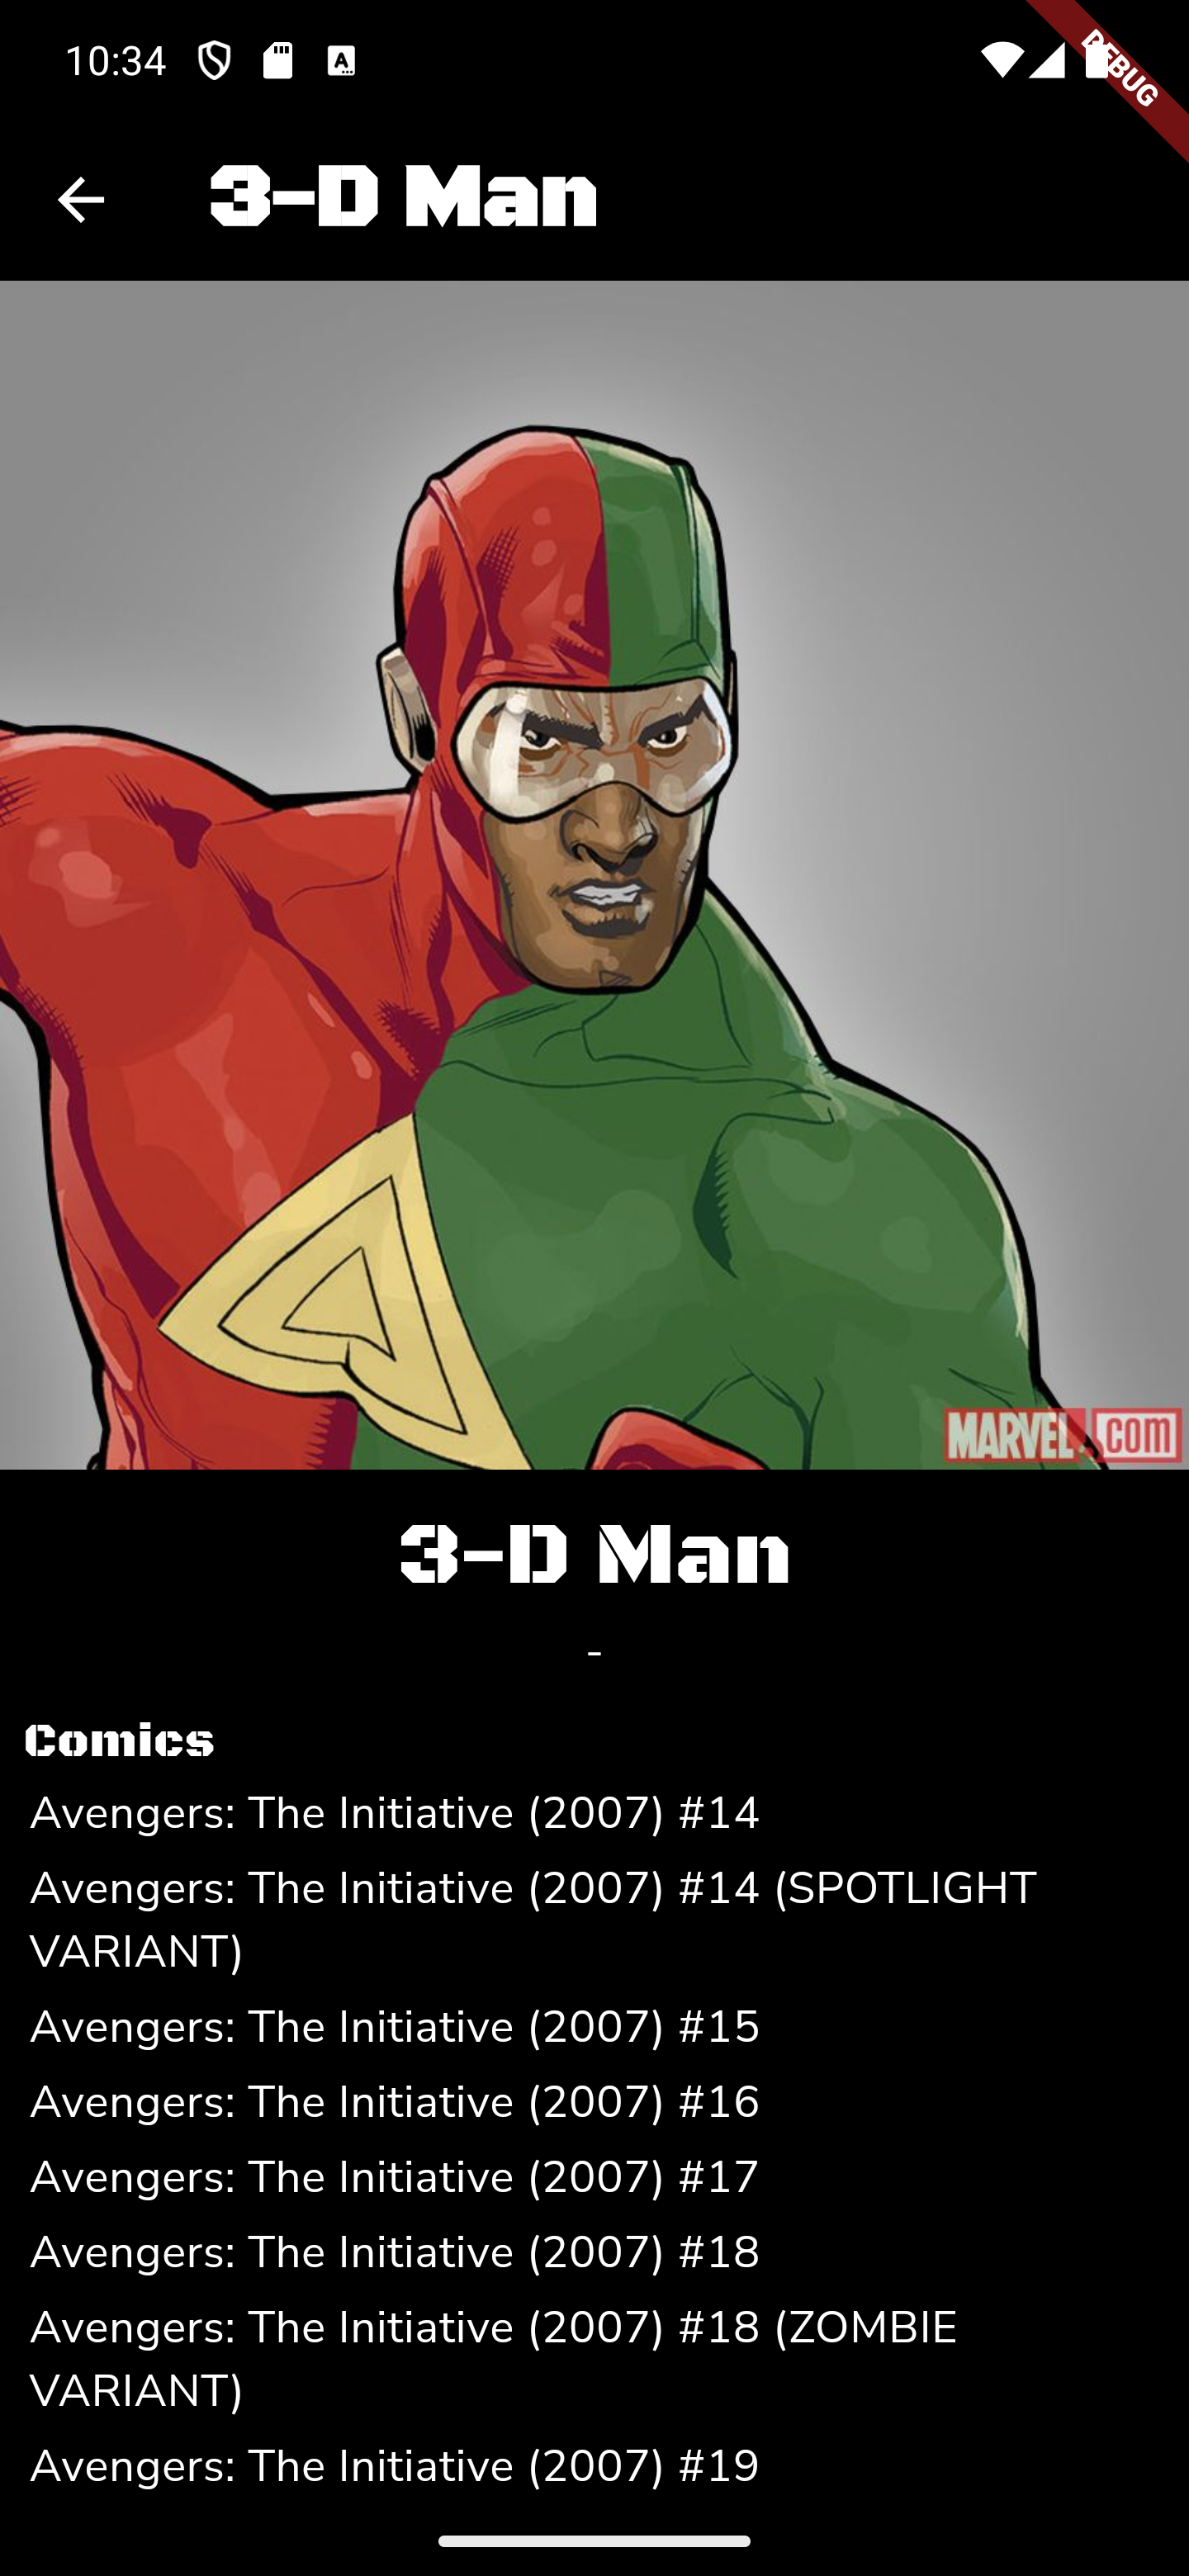 10:34
DEBUG
3-D Man
MARVEL.com
3-D Man
-
Comics
Avengers: The Initiative (2007) #14
Avengers: The Initiative (2007) #14 (SPOTLIGHT
VARIANT)
Avengers: The Initiative (2007) #15
Avengers: The Initiative (2007) #16
Avengers: The Initiative (2007) #17
Avengers: The Initiative (2007) #18
Avengers: The Initiative (2007) #18 (ZOMBIE
VARIANT)
Avengers: The Initiative (2007) #19